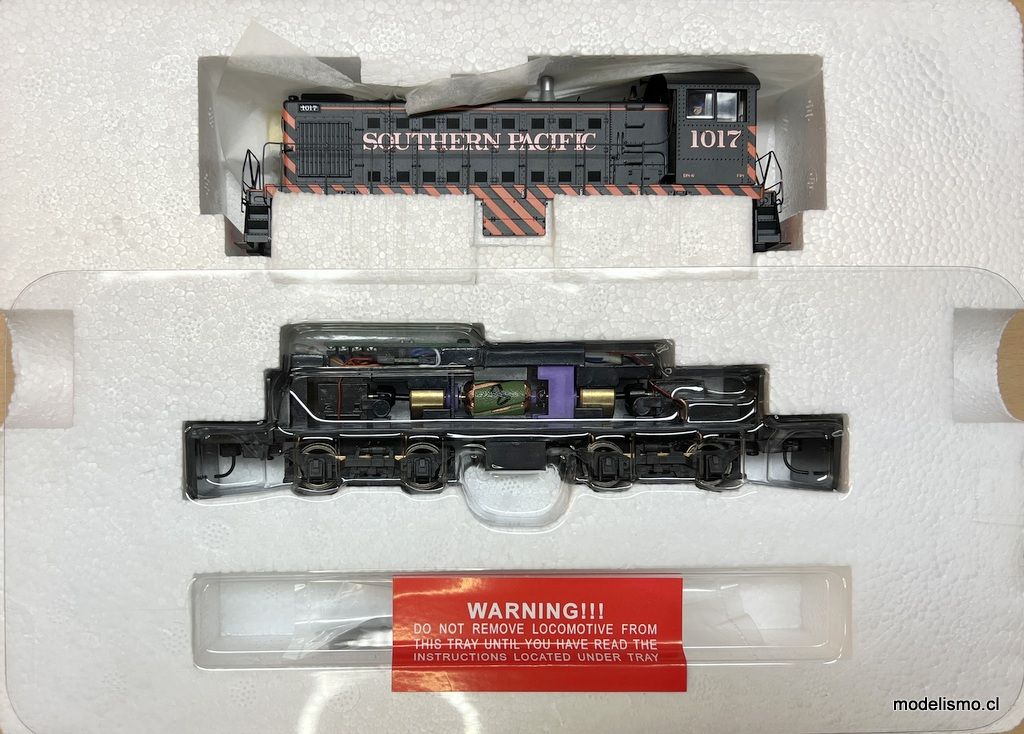 1017
SOUTHERN PACIFIC
1017
WARNING!!!
DO NOT REMOVE LOCOMOTIVE FROM
THIS TRAY UNTIL YOU HAVE READ THE
INSTRUCTIONS LOCATED UNDER TRAY
modelismo.cl